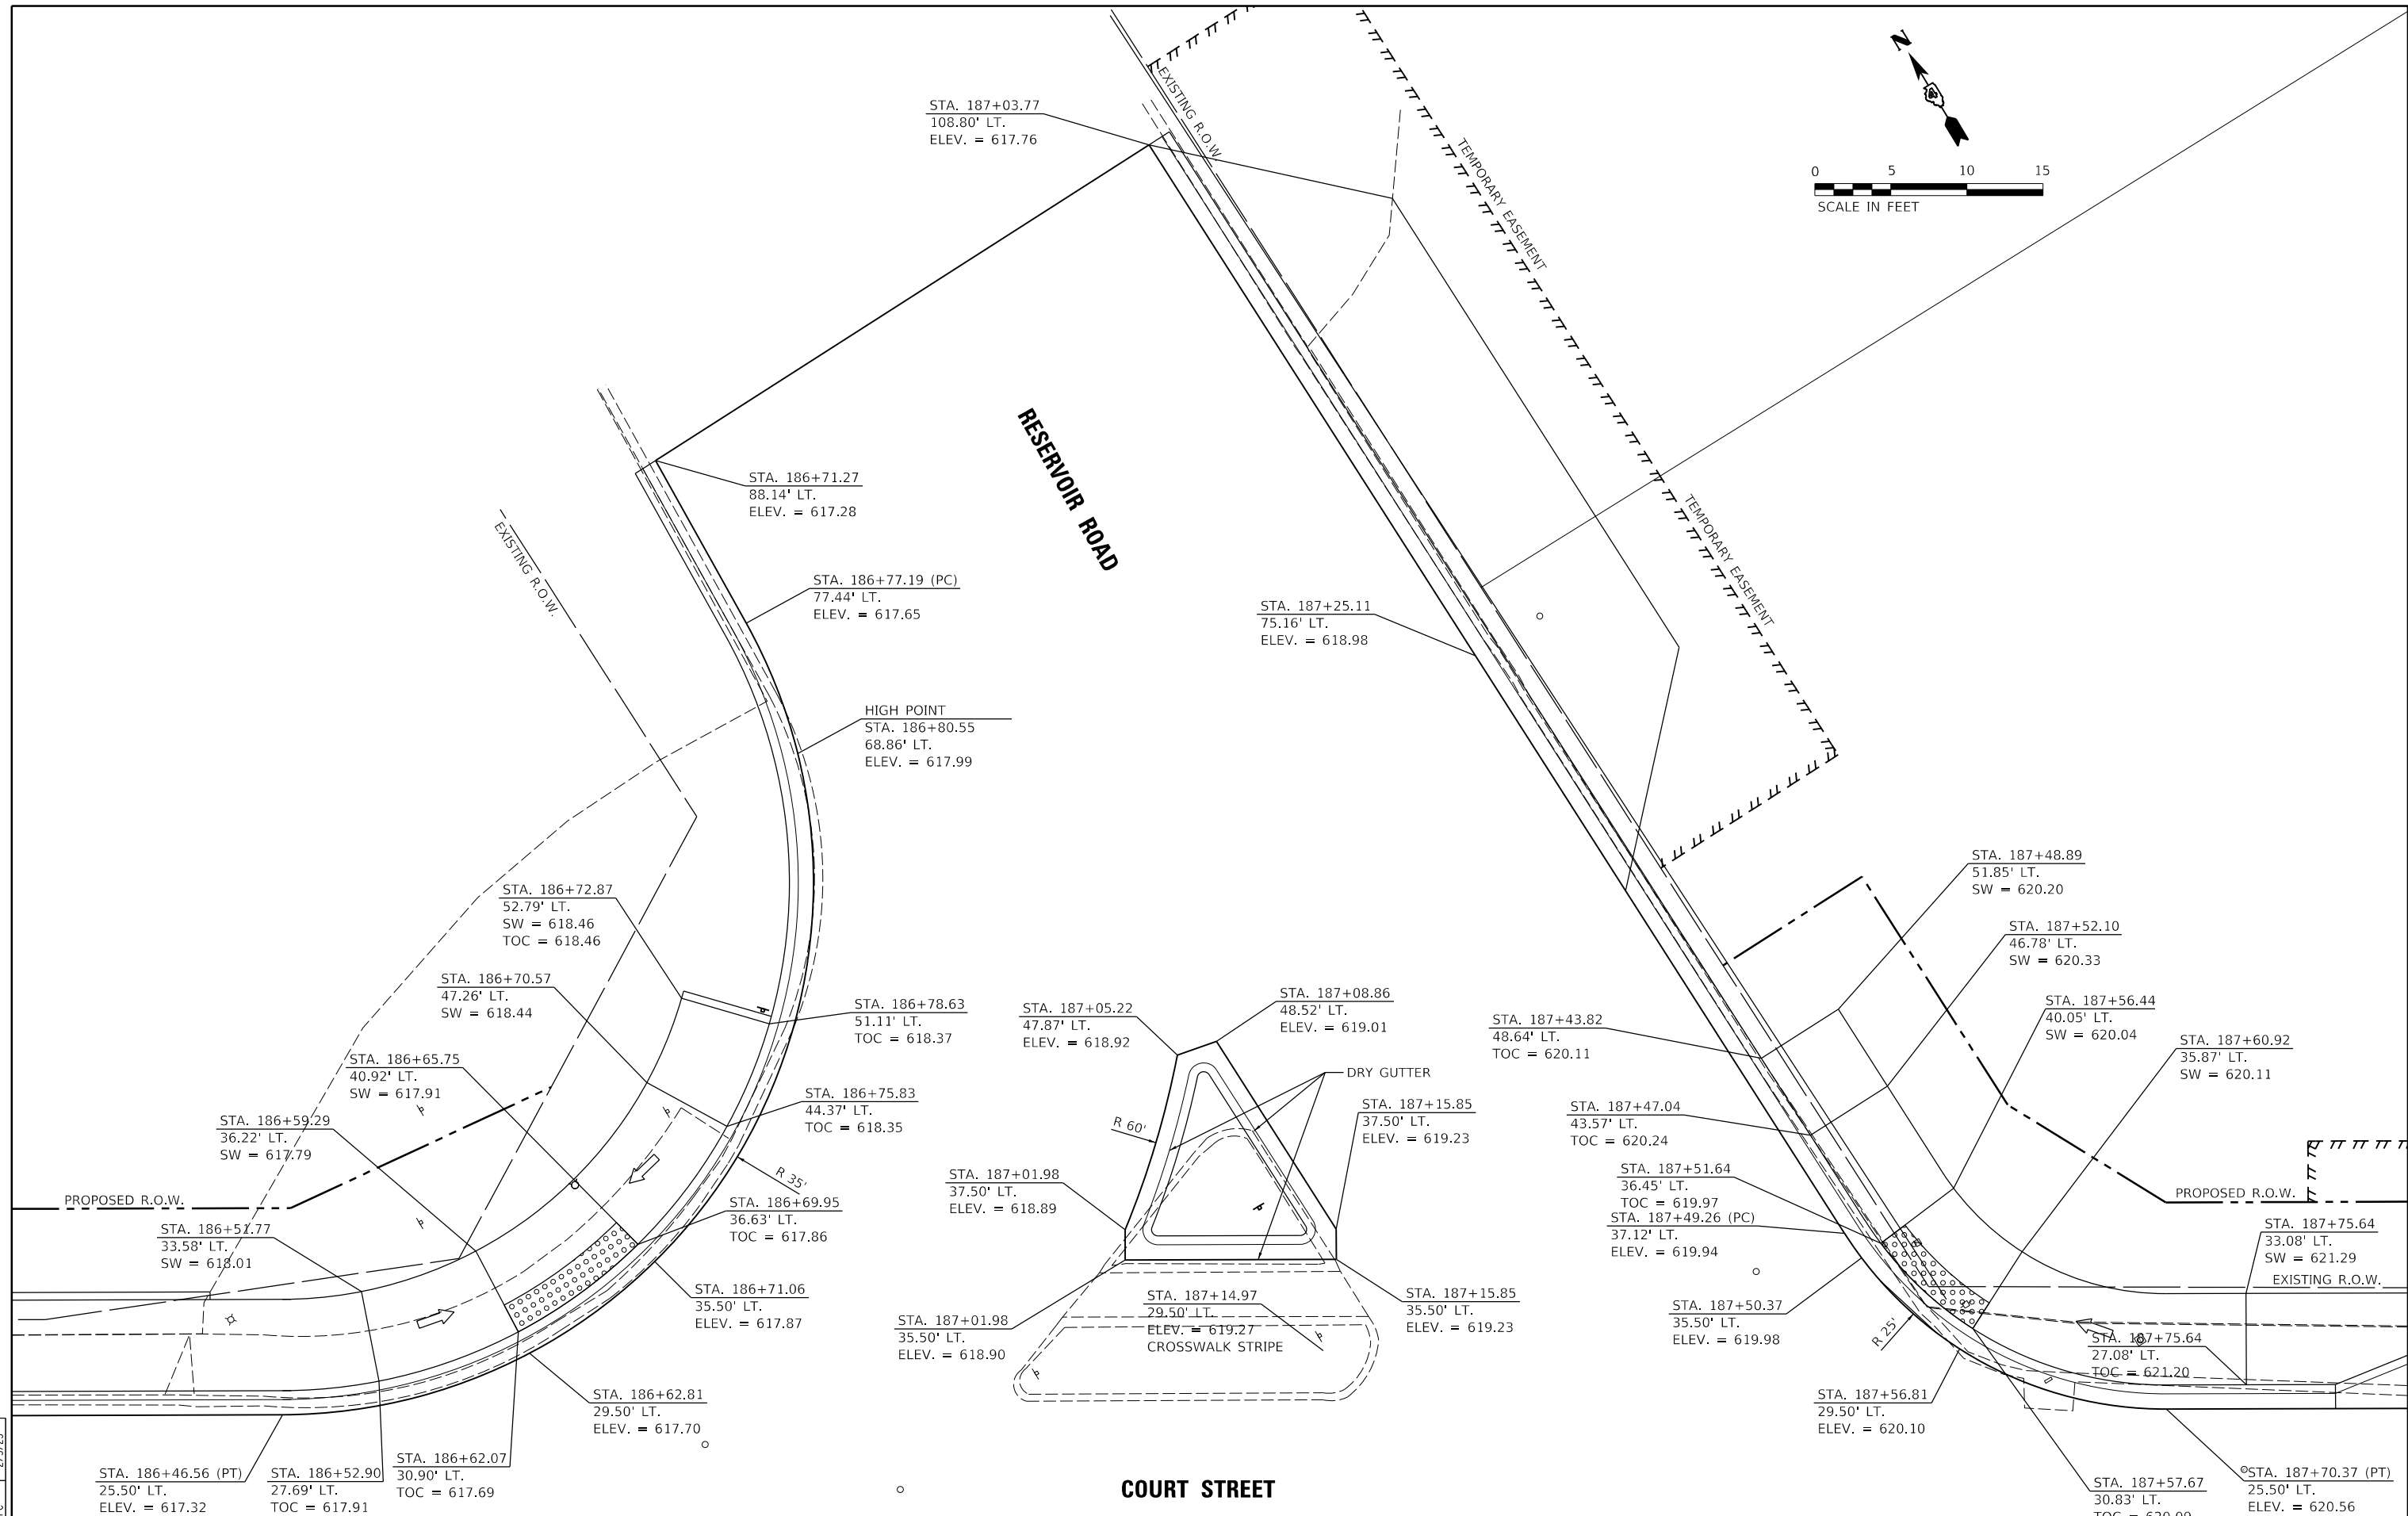 STA. 187+03.77
108.80' LT.
ELEV. = 617.76
EXISTING R.O.W.
TEMPORARY EASEMENT
N
0 5 10 15
SCALE IN FEET
STA. 186+71.27
88.14' LT.
ELEV. = 617.28
RESERVOIR ROAD
EXISTING R.O.W.
STA. 186+77.19 (PC)
77.44' LT.
ELEV. = 617.65
TEMPORARY EASEMENT
STA. 187+25.11
75.16' LT.
ELEV. = 618.98
HIGH POINT
STA. 186+80.55
68.86' LT.
ELEV. = 617.99
STA. 186+72.87
52.79' LT.
SW = 618.46
TOC = 618.46
STA. 187+48.89
51.85' LT.
SW = 620.20
STA. 187+52.10
46.78' LT.
SW = 620.33
STA. 186+70.57
47.26' LT.
SW = 618.44
STA. 186+78.63
51.11' LT.
TOC = 618.37
STA. 187+05.22
47.87' LT.
ELEV. = 618.92
STA. 187+08.86
48.52' LT.
ELEV. = 619.01
STA. 187+43.82
48.64' LT.
TOC = 620.11
STA. 187+56.44
40.05' LT.
SW = 620.04
STA. 187+60.92
35.87' LT.
SW = 620.11
STA. 186+65.75
40.92' LT.
SW = 617.91
DRY GUTTER
STA. 186+75.83
44.37' LT.
TOC = 618.35
R 60'
STA. 187+15.85
37.50' LT.
ELEV. = 619.23
STA. 187+47.04
43.57' LT.
TOC = 620.24
STA. 186+59.29
36.22' LT.
SW = 617.79
R 35'
STA. 187+01.98
37.50' LT.
ELEV. = 618.89
STA. 187+51.64
36.45' LT.
TOC = 619.97
PROPOSED R.O.W.
PROPOSED R.O.W.
STA. 186+69.95
36.63' LT.
TOC = 617.86
STA. 187+49.26 (PC)
37.12' LT.
ELEV. = 619.94
STA. 186+51.77
33.58' LT.
SW = 618.01
STA. 187+75.64
33.08' LT.
SW = 621.29
EXISTING R.O.W.
STA. 186+71.06
35.50' LT.
ELEV. = 617.87
STA. 187+14.97
29.50' LT.
ELEV. = 619.27
CROSSWALK STRIPE
STA. 187+15.85
35.50' LT.
ELEV. = 619.23
STA. 187+01.98
35.50' LT.
ELEV. = 618.90
STA. 187+50.37
35.50' LT.
ELEV. = 619.98
R 25'
STA. 187+75.64
27.08' LT.
TOC = 621.20
STA. 186+62.81
29.50' LT.
ELEV. = 617.70
STA. 187+56.81
29.50' LT.
ELEV. = 620.10
STA. 186+46.56 (PT)
25.50' LT.
ELEV. = 617.32
STA. 186+52.90
27.69' LT.
TOC = 617.91
STA. 186+62.07
30.90' LT.
TOC = 617.69
COURT STREET
STA. 187+57.67
30.83' LT.
TOC = 620.09
STA. 187+70.37 (PT)
25.50' LT.
ELEV. = 620.56